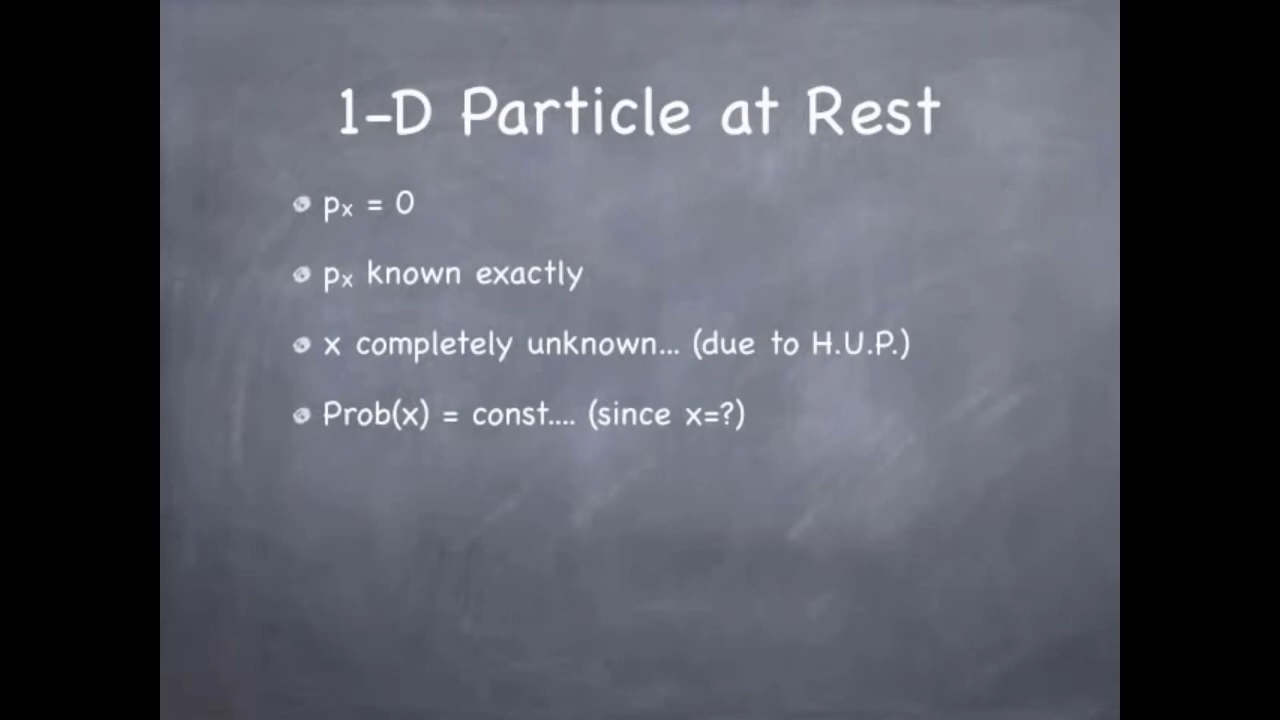 1-D Particle at Rest
pₓ = 0
pₓ known exactly
x completely unknown... (due to H.U.P.)
Prob(x) = const.... (since x=?)